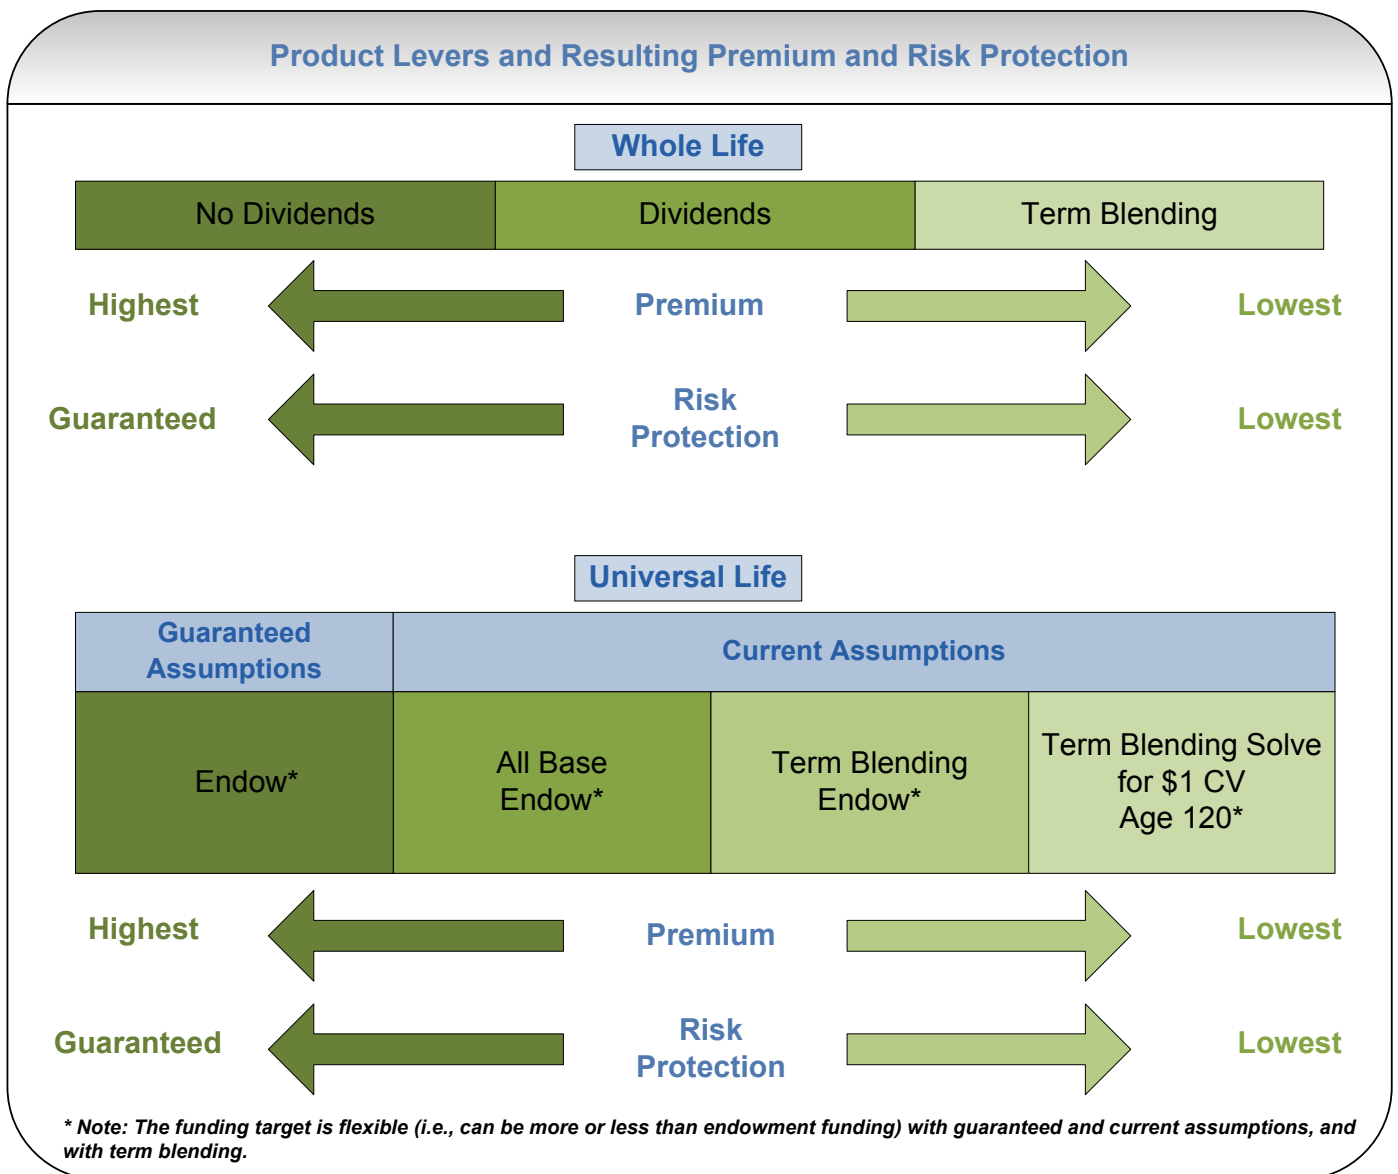 Product Levers and Resulting Premium and Risk Protection
Whole Life
No Dividends
Dividends
Term Blending
Highest
Premium
Lowest
Guaranteed
Risk
Protection
Lowest
Universal Life
Guaranteed
Assumptions
Current Assumptions
Endow*
All Base
Endow*
Term Blending
Endow*
Term Blending Solve
for $1 CV
Age 120*
Highest
Premium
Lowest
Guaranteed
Risk
Protection
Lowest
* Note: The funding target is flexible (i.e., can be more or less than endowment funding) with guaranteed and current assumptions, and
with term blending.